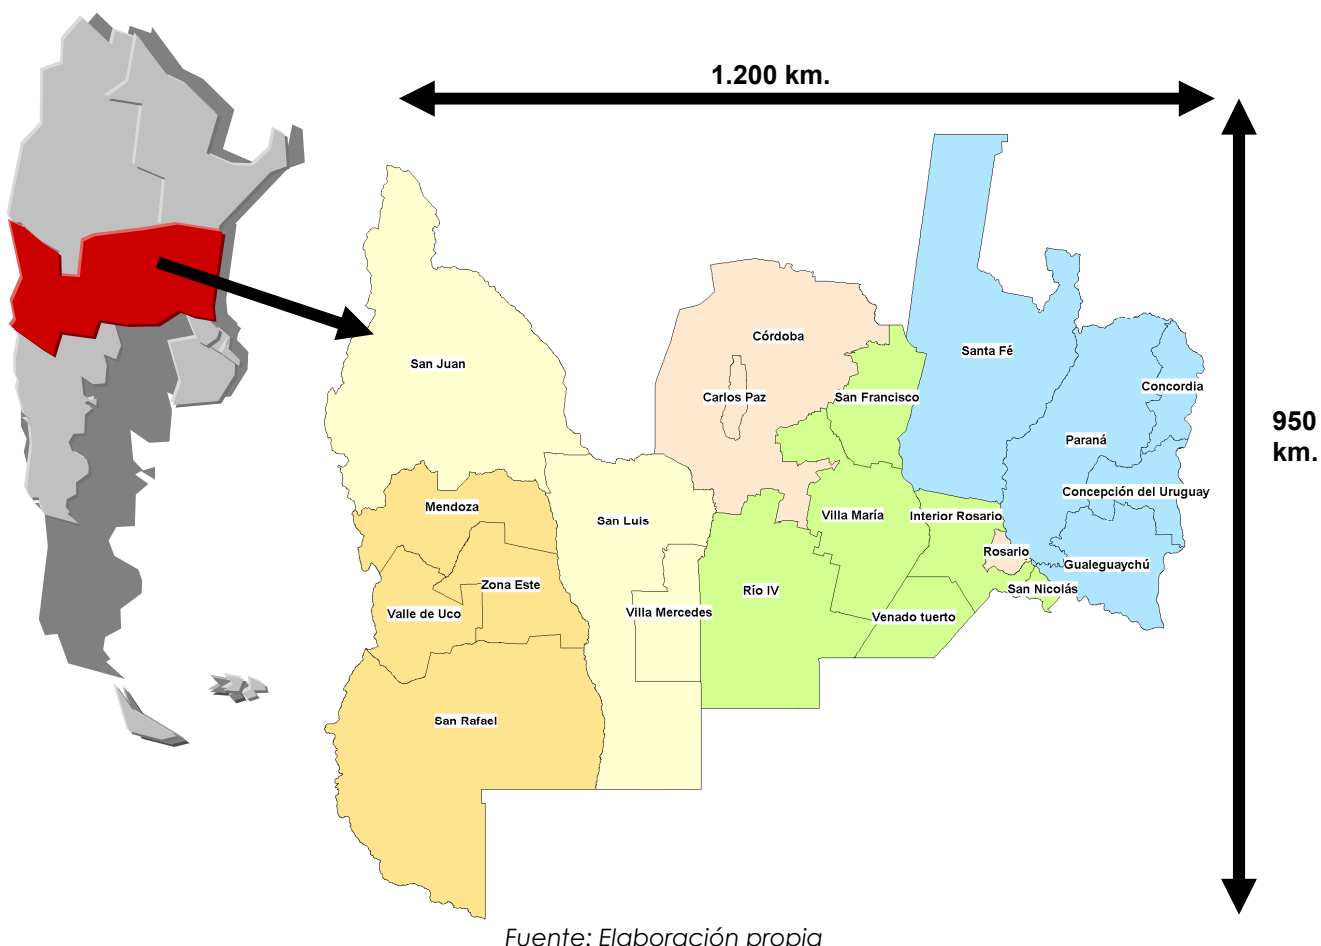 1.200 km.
950
km.
San Juan
Córdoba
Santa Fé
Carlos Paz
San Francisco
Concordia
Paraná
Mendoza
San Luis
Villa María
Interior Rosario
Concepción del Uruguay
Rosario
Gualeguaychú
Zona Este
Río IV
San Nicolás
Valle de Uco
Villa Mercedes
Venado tuerto
San Rafael
Fuente: Elaboración propia